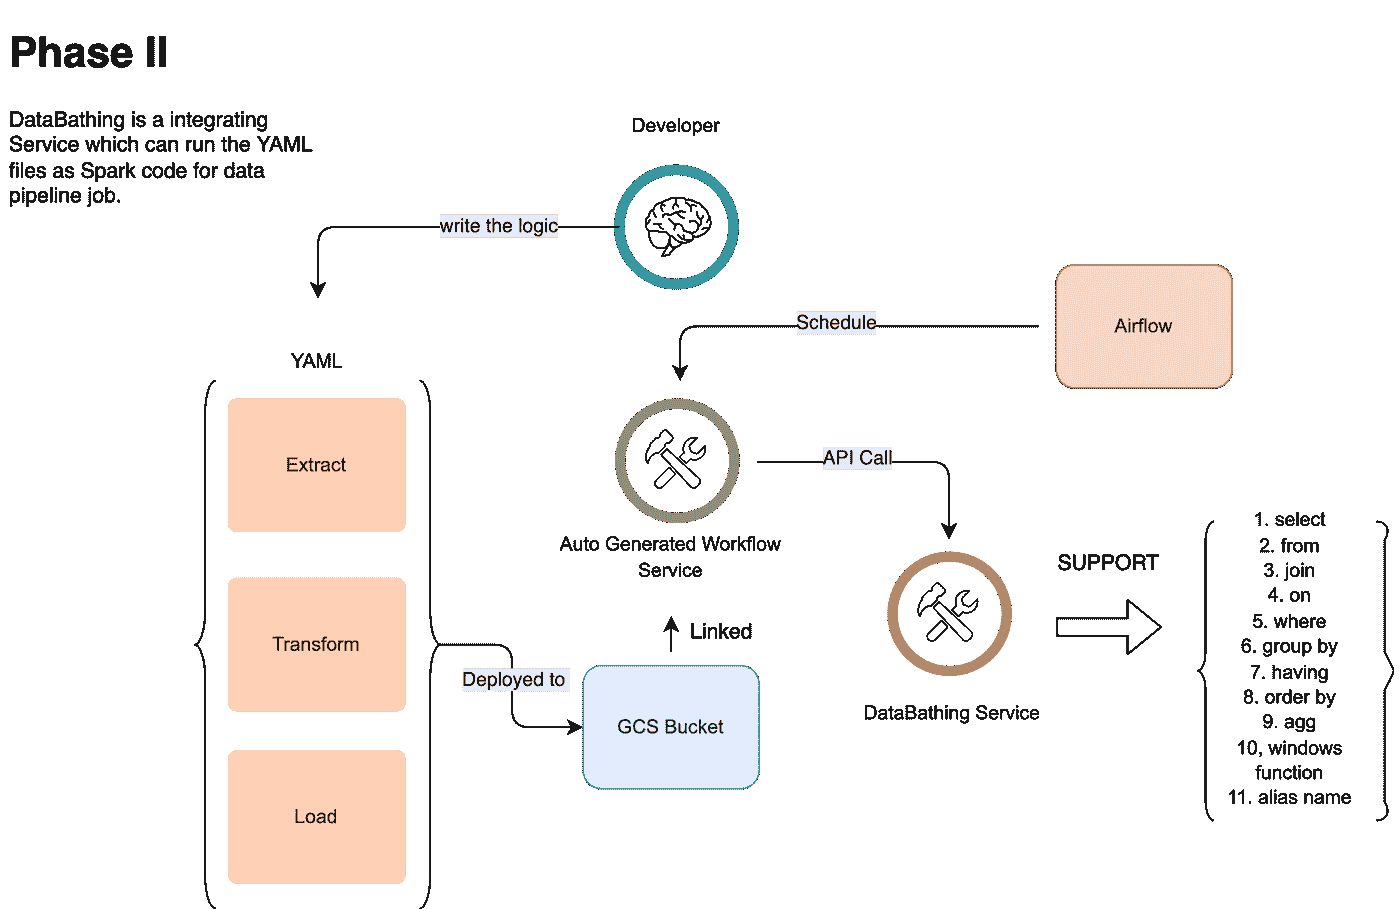 Phase II
DataBathing is a integrating
Service which can run the YAML
files as Spark code for data
pipeline job.
Developer
write the logic
Schedule
Airflow
YAML
Extract
Transform
Load
API Call
Auto Generated Workflow
Service
Linked
Deployed to
GCS Bucket
DataBathing Service
SUPPORT
1. select
2. from
3. join
4. on
5. where
6. group by
7. having
8. order by
9. agg
10, windows
function
11. alias name